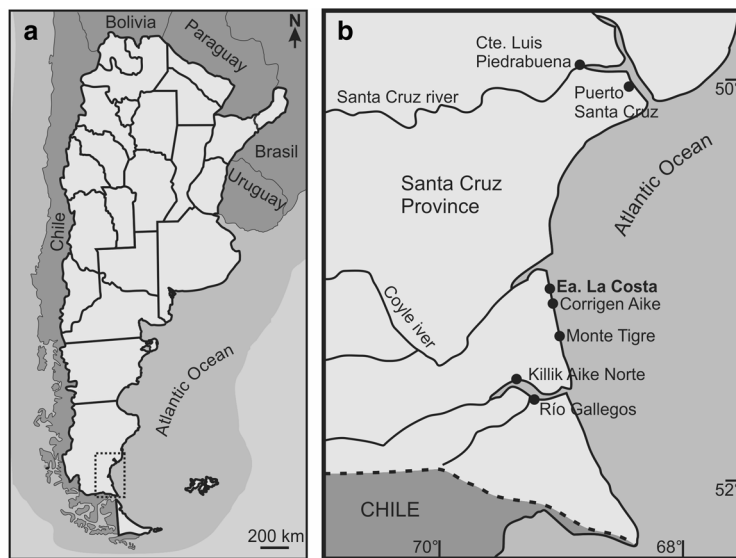 a
Bolivia
N
Paraguay
Brasil
Uruguay
Chile
Atlantic Ocean
200 km
b
Cte. Luis
Piedrabuena
50°
Puerto
Santa Cruz
Santa Cruz river
Santa Cruz
Province
Atlantic Ocean
Ea. La Costa
Corrigen Aike
Coyle iver
Monte Tigre
Killik Aike Norte
Río Gallegos
52°
CHILE
70°
68°